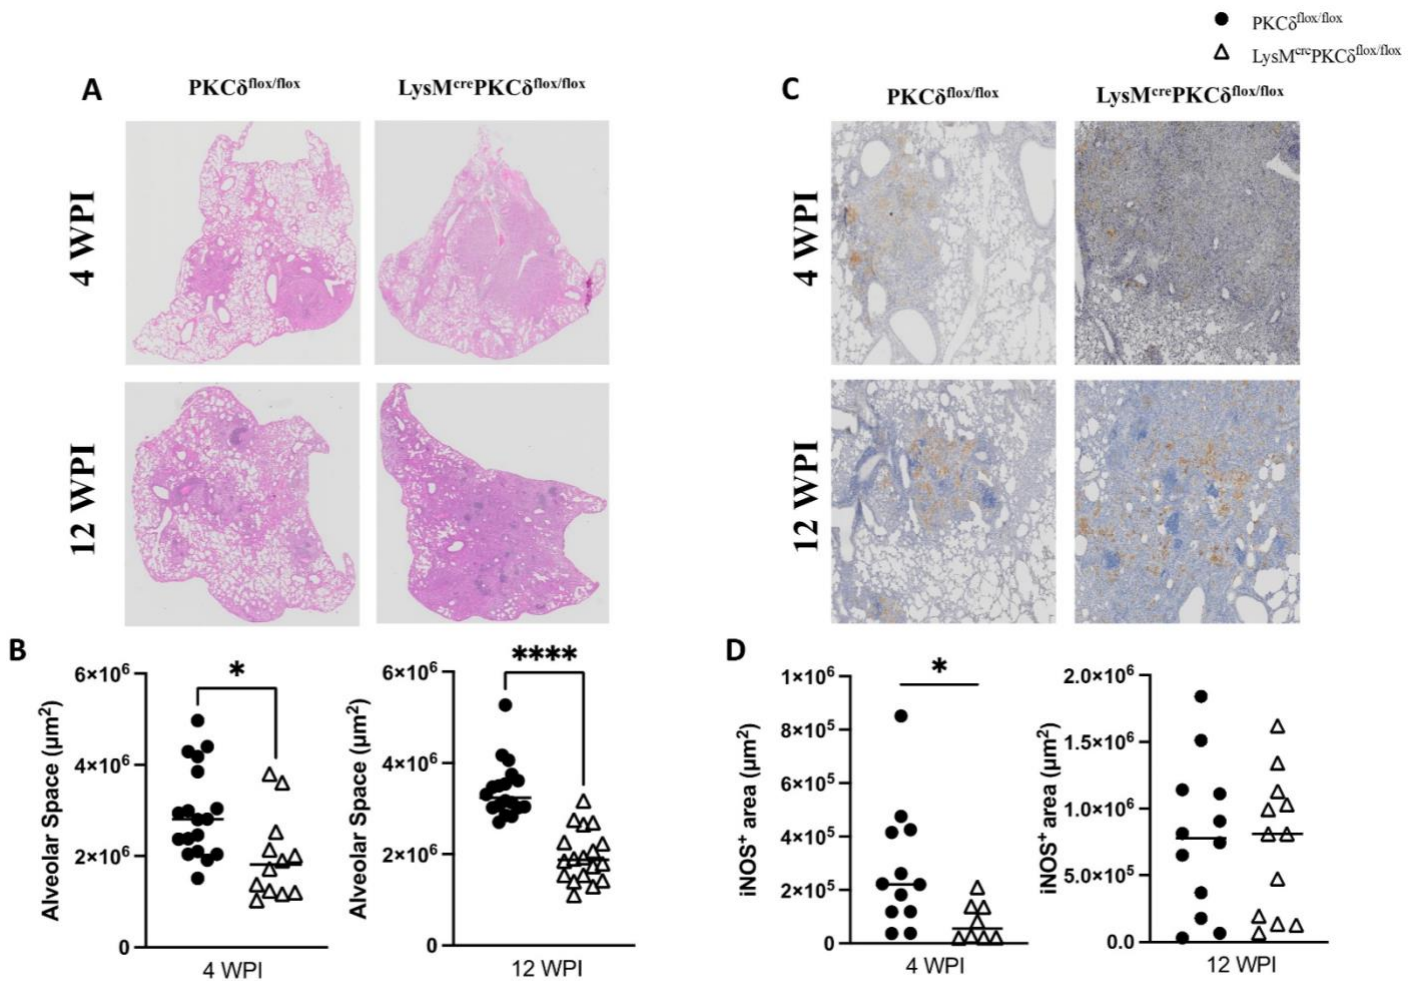 ● PKCδflox/flox
△ LysMcrePKCδflox/flox
A
PKCδflox/flox
LysMcrePKCδflox/flox
4 WPI
12 WPI
C
PKCδflox/flox
LysMcrePKCδflox/flox
4 WPI
12 WPI
B
Alveolar Space (µm²)
6×10⁶
4×10⁶
2×10⁶
0
*
4 WPI
Alveolar Space (µm²)
6×10⁶
4×10⁶
2×10⁶
0
****
12 WPI
D
iNOS⁺ area (µm²)
1×10⁶
8×10⁵
6×10⁵
4×10⁵
2×10⁵
0
*
4 WPI
iNOS⁺ area (µm²)
2.0×10⁶
1.5×10⁶
1.0×10⁶
5.0×10⁵
0.0
12 WPI